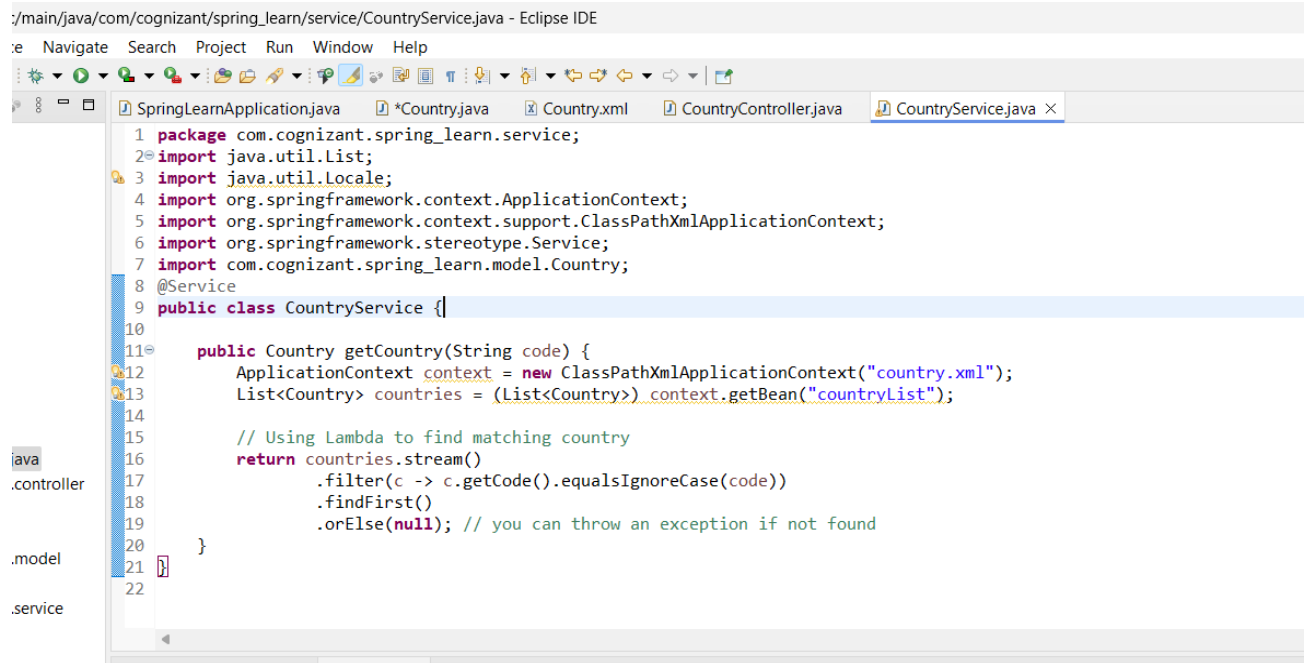 :/main/java/com/cognizant/spring_learn/service/CountryService.java - Eclipse IDE
ce Navigate Search Project Run Window Help
SpringLearnApplication.java *Country.java Country.xml CountryController.java CountryService.java
1 package com.cognizant.spring_learn.service;
2 import java.util.List;
3 import java.util.Locale;
4 import org.springframework.context.ApplicationContext;
5 import org.springframework.context.support.ClassPathXmlApplicationContext;
6 import org.springframework.stereotype.Service;
7 import com.cognizant.spring_learn.model.Country;
8 @Service
9 public class CountryService {
10
11 public Country getCountry(String code) {
12 ApplicationContext context = new ClassPathXmlApplicationContext("country.xml");
13 List<Country> countries = (List<Country>) context.getBean("countryList");
14
15 // Using Lambda to find matching country
16 return countries.stream()
17 .filter(c -> c.getCode().equalsIgnoreCase(code))
18 .findFirst()
19 .orElse(null); // you can throw an exception if not found
20 }
21 }
22
java
.controller
.model
.service